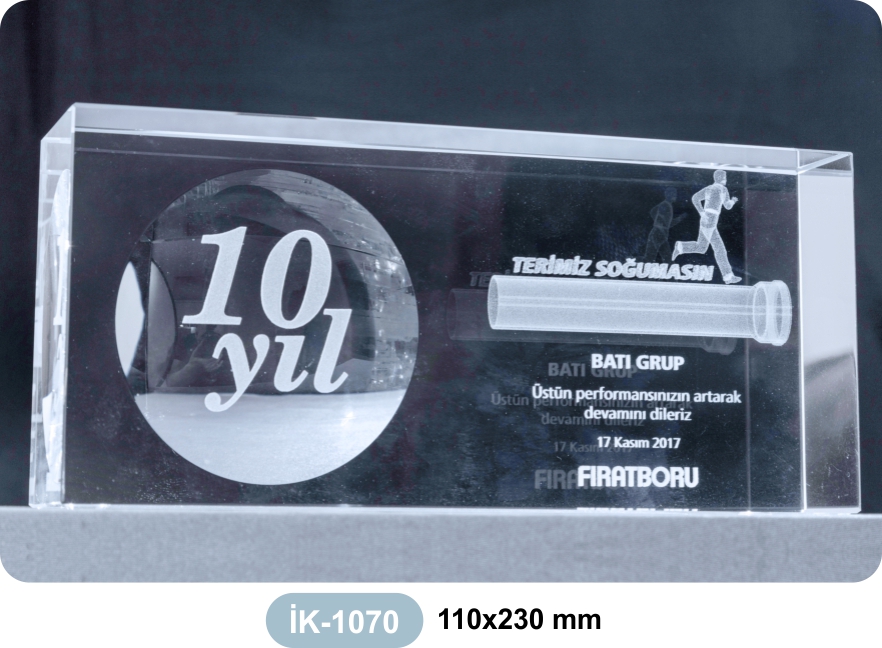 10
yıl
TERİMİZ SOĞUMASIN
BATI GRUP
Üstün performansınızın artarak
devamını dileriz
17 Kasım 2017
FIRATBORU
İK-1070
110x230 mm